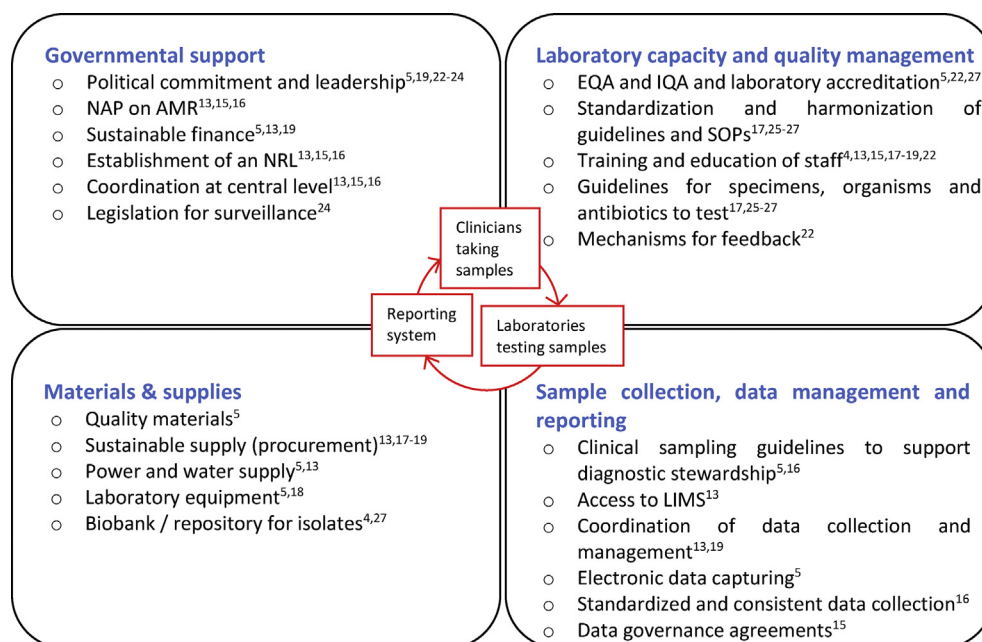 Governmental support
o Political commitment and leadership5,19,22-24
o NAP on AMR13,15,16
o Sustainable finance5,13,19
o Establishment of an NRL13,15,16
o Coordination at central level13,15,16
o Legislation for surveillance24
Laboratory capacity and quality management
o EQA and IQA and laboratory accreditation5,22,27
o Standardization and harmonization of
guidelines and SOPs17,25-27
o Training and education of staff4,13,15,17-19,22
o Guidelines for specimens, organisms and
antibiotics to test17,25-27
o Mechanisms for feedback22
Clinicians
taking
samples
Reporting
system
Laboratories
testing samples
Materials & supplies
o Quality materials5
o Sustainable supply (procurement)13,17-19
o Power and water supply5,13
o Laboratory equipment5,18
o Biobank / repository for isolates4,27
Sample collection, data management and
reporting
o Clinical sampling guidelines to support
diagnostic stewardship5,16
o Access to LIMS13
o Coordination of data collection and
management13,19
o Electronic data capturing5
o Standardized and consistent data collection16
o Data governance agreements15